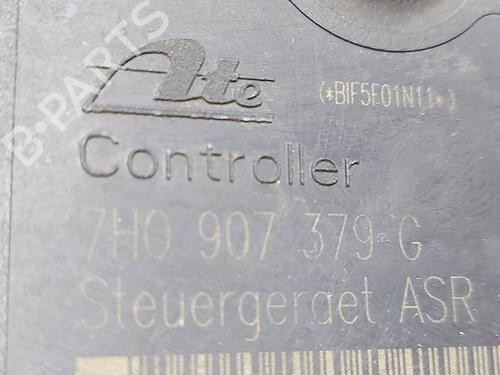 Ate
(*BIF5E01N11*)
Controller
7H0 907 379 G
Steuergeraet ASR
B-PARTS